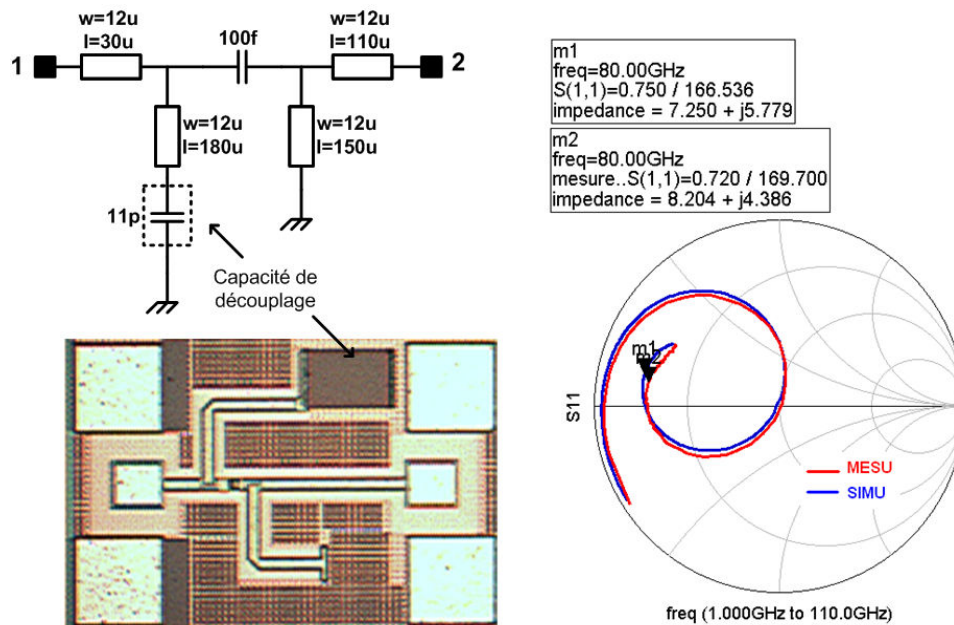 w=12u
l=30u
100f
w=12u
l=110u
1
2
w=12u
l=180u
w=12u
l=150u
11p
Capacité de
découplage
m1
freq=80.00GHz
S(1,1)=0.750 / 166.536
impedance = 7.250 + j5.779
m2
freq=80.00GHz
mesure..S(1,1)=0.720 / 169.700
impedance = 8.204 + j4.386
m1
m2
S11
MESU
SIMU
freq (1.000GHz to 110.0GHz)